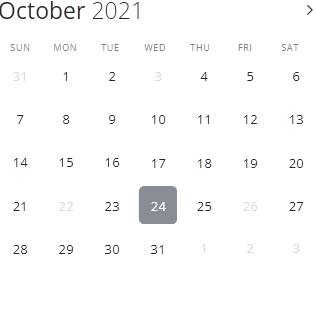 October 2021
SUN MON TUE WED THU FRI SAT
31 1 2 3 4 5 6
7 8 9 10 11 12 13
14 15 16 17 18 19 20
21 22 23 24 25 26 27
28 29 30 31 1 2 3